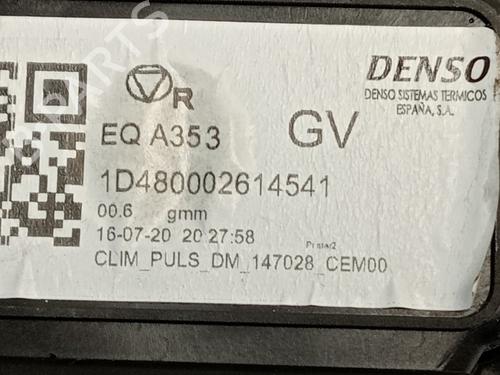 R
DENSO
DENSO SISTEMAS TERMICOS
ESPAÑA, S.A.
EQ A353
GV
1D480002614541
00.6 gmm
16-07-20 20:27:58
CLIM_PULS_DM_147028_CEM00